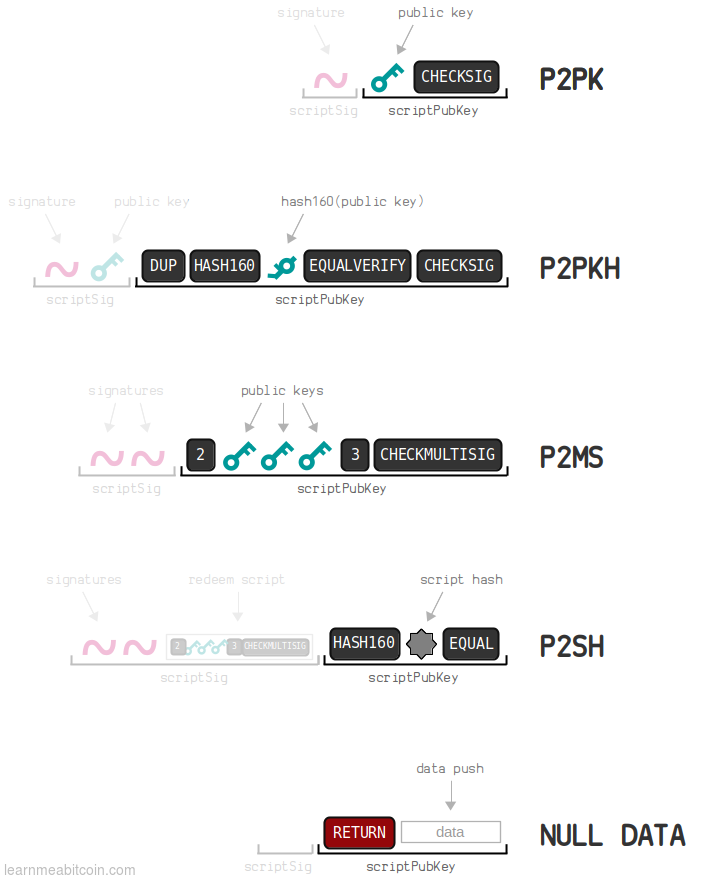 signature public key
CHECKSIG P2PK
scriptSig scriptPubKey
signature public key hash160(public key)
DUP HASH160 EQUALVERIFY CHECKSIG P2PKH
scriptSig scriptPubKey
signatures public keys
2 3 CHECKMULTISIG P2MS
scriptSig scriptPubKey
signatures redeem script script hash
2 3 CHECKMULTISIG HASH160 EQUAL P2SH
scriptSig scriptPubKey
data push
RETURN data NULL DATA
scriptSig scriptPubKey
learnmeabitcoin.com